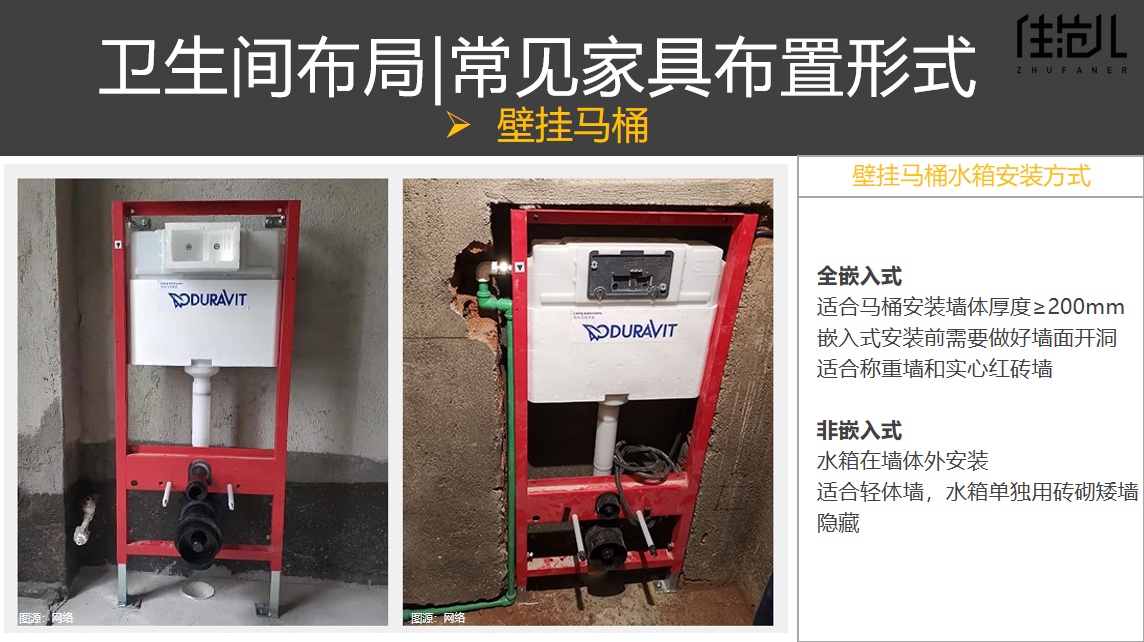 卫生间布局|常见家具布置形式
➢ 壁挂马桶
住范儿
ZHUFANER
DURAVIT
图源：网络
DURAVIT
图源：网络
壁挂马桶水箱安装方式
全嵌入式
适合马桶安装墙体厚度≥200mm
嵌入式安装前需要做好墙面开洞
适合称重墙和实心红砖墙
非嵌入式
水箱在墙体外安装
适合轻体墙，水箱单独用砖砌矮墙
隐藏